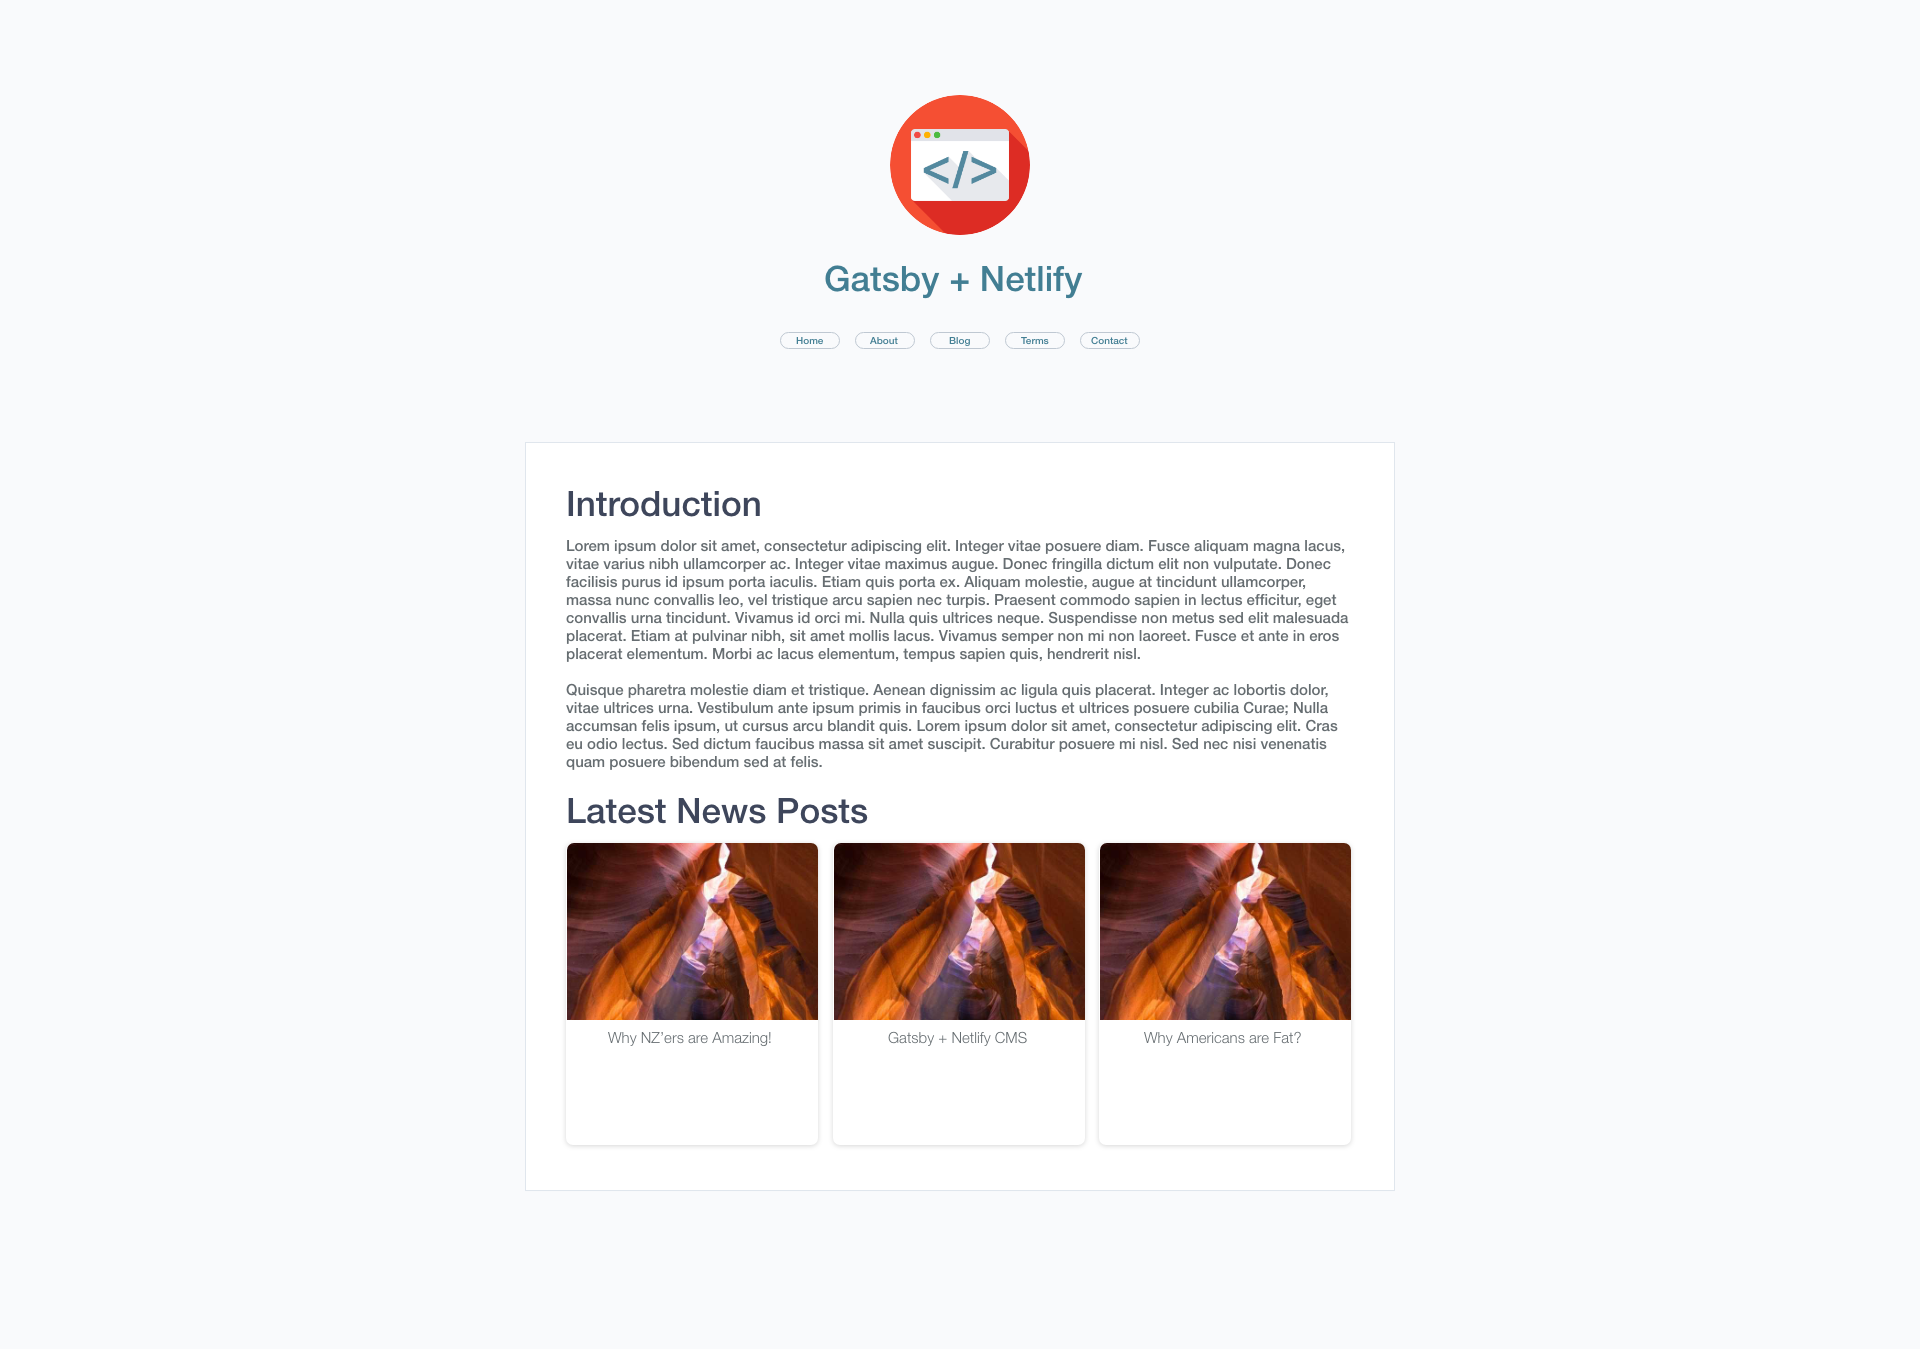 </>
Gatsby + Netlify
Home About Blog Terms Contact
Introduction
Lorem ipsum dolor sit amet, consectetur adipiscing elit. Integer vitae posuere diam. Fusce aliquam magna lacus,
vitae varius nibh ullamcorper ac. Integer vitae maximus augue. Donec fringilla dictum elit non vulputate. Donec
facilisis purus id ipsum porta iaculis. Etiam quis porta ex. Aliquam molestie, augue at tincidunt ullamcorper,
massa nunc convallis leo, vel tristique arcu sapien nec turpis. Praesent commodo sapien in lectus efficitur, eget
convallis urna tincidunt. Vivamus id orci mi. Nulla quis ultrices neque. Suspendisse non metus sed elit malesuada
placerat. Etiam at pulvinar nibh, sit amet mollis lacus. Vivamus semper non mi non laoreet. Fusce et ante in eros
placerat elementum. Morbi ac lacus elementum, tempus sapien quis, hendrerit nisl.
Quisque pharetra molestie diam et tristique. Aenean dignissim ac ligula quis placerat. Integer ac lobortis dolor,
vitae ultrices urna. Vestibulum ante ipsum primis in faucibus orci luctus et ultrices posuere cubilia Curae; Nulla
accumsan felis ipsum, ut cursus arcu blandit quis. Lorem ipsum dolor sit amet, consectetur adipiscing elit. Cras
eu odio lectus. Sed dictum faucibus massa sit amet suscipit. Curabitur posuere mi nisl. Sed nec nisi venenatis
quam posuere bibendum sed at felis.
Latest News Posts
Why NZ’ers are Amazing!
Gatsby + Netlify CMS
Why Americans are Fat?